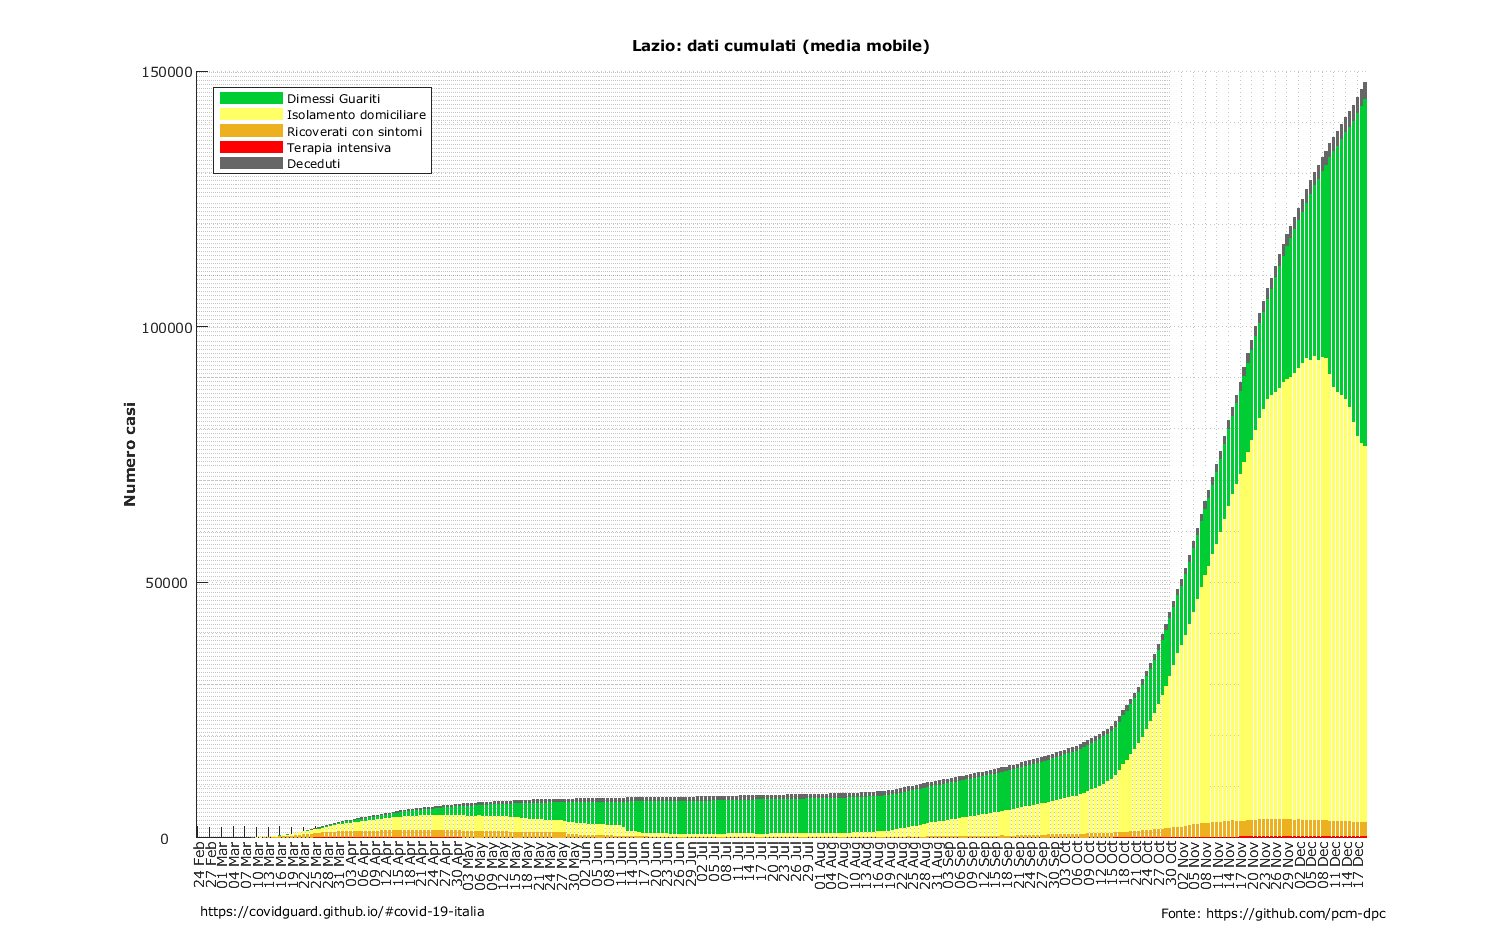 Lazio: dati cumulati (media mobile)
150000
Dimessi Guariti
Isolamento domiciliare
Ricoverati con sintomi
Terapia intensiva
Deceduti
100000
Numero casi
50000
0
24 Feb
27 Feb
01 Mar
04 Mar
07 Mar
10 Mar
13 Mar
16 Mar
19 Mar
22 Mar
25 Mar
28 Mar
31 Mar
03 Apr
06 Apr
09 Apr
12 Apr
15 Apr
18 Apr
21 Apr
24 Apr
27 Apr
30 Apr
03 May
06 May
09 May
12 May
15 May
18 May
21 May
24 May
27 May
30 May
02 Jun
05 Jun
08 Jun
11 Jun
14 Jun
17 Jun
20 Jun
23 Jun
26 Jun
29 Jun
02 Jul
05 Jul
08 Jul
11 Jul
14 Jul
17 Jul
20 Jul
23 Jul
26 Jul
29 Jul
01 Aug
04 Aug
07 Aug
10 Aug
13 Aug
16 Aug
19 Aug
22 Aug
25 Aug
28 Aug
31 Aug
03 Sep
06 Sep
09 Sep
12 Sep
15 Sep
18 Sep
21 Sep
24 Sep
27 Sep
30 Sep
03 Oct
06 Oct
09 Oct
12 Oct
15 Oct
18 Oct
21 Oct
24 Oct
27 Oct
30 Oct
02 Nov
05 Nov
08 Nov
11 Nov
14 Nov
17 Nov
20 Nov
23 Nov
26 Nov
29 Nov
02 Dec
05 Dec
08 Dec
11 Dec
14 Dec
17 Dec
https://covidguard.github.io/#covid-19-italia
Fonte: https://github.com/pcm-dpc